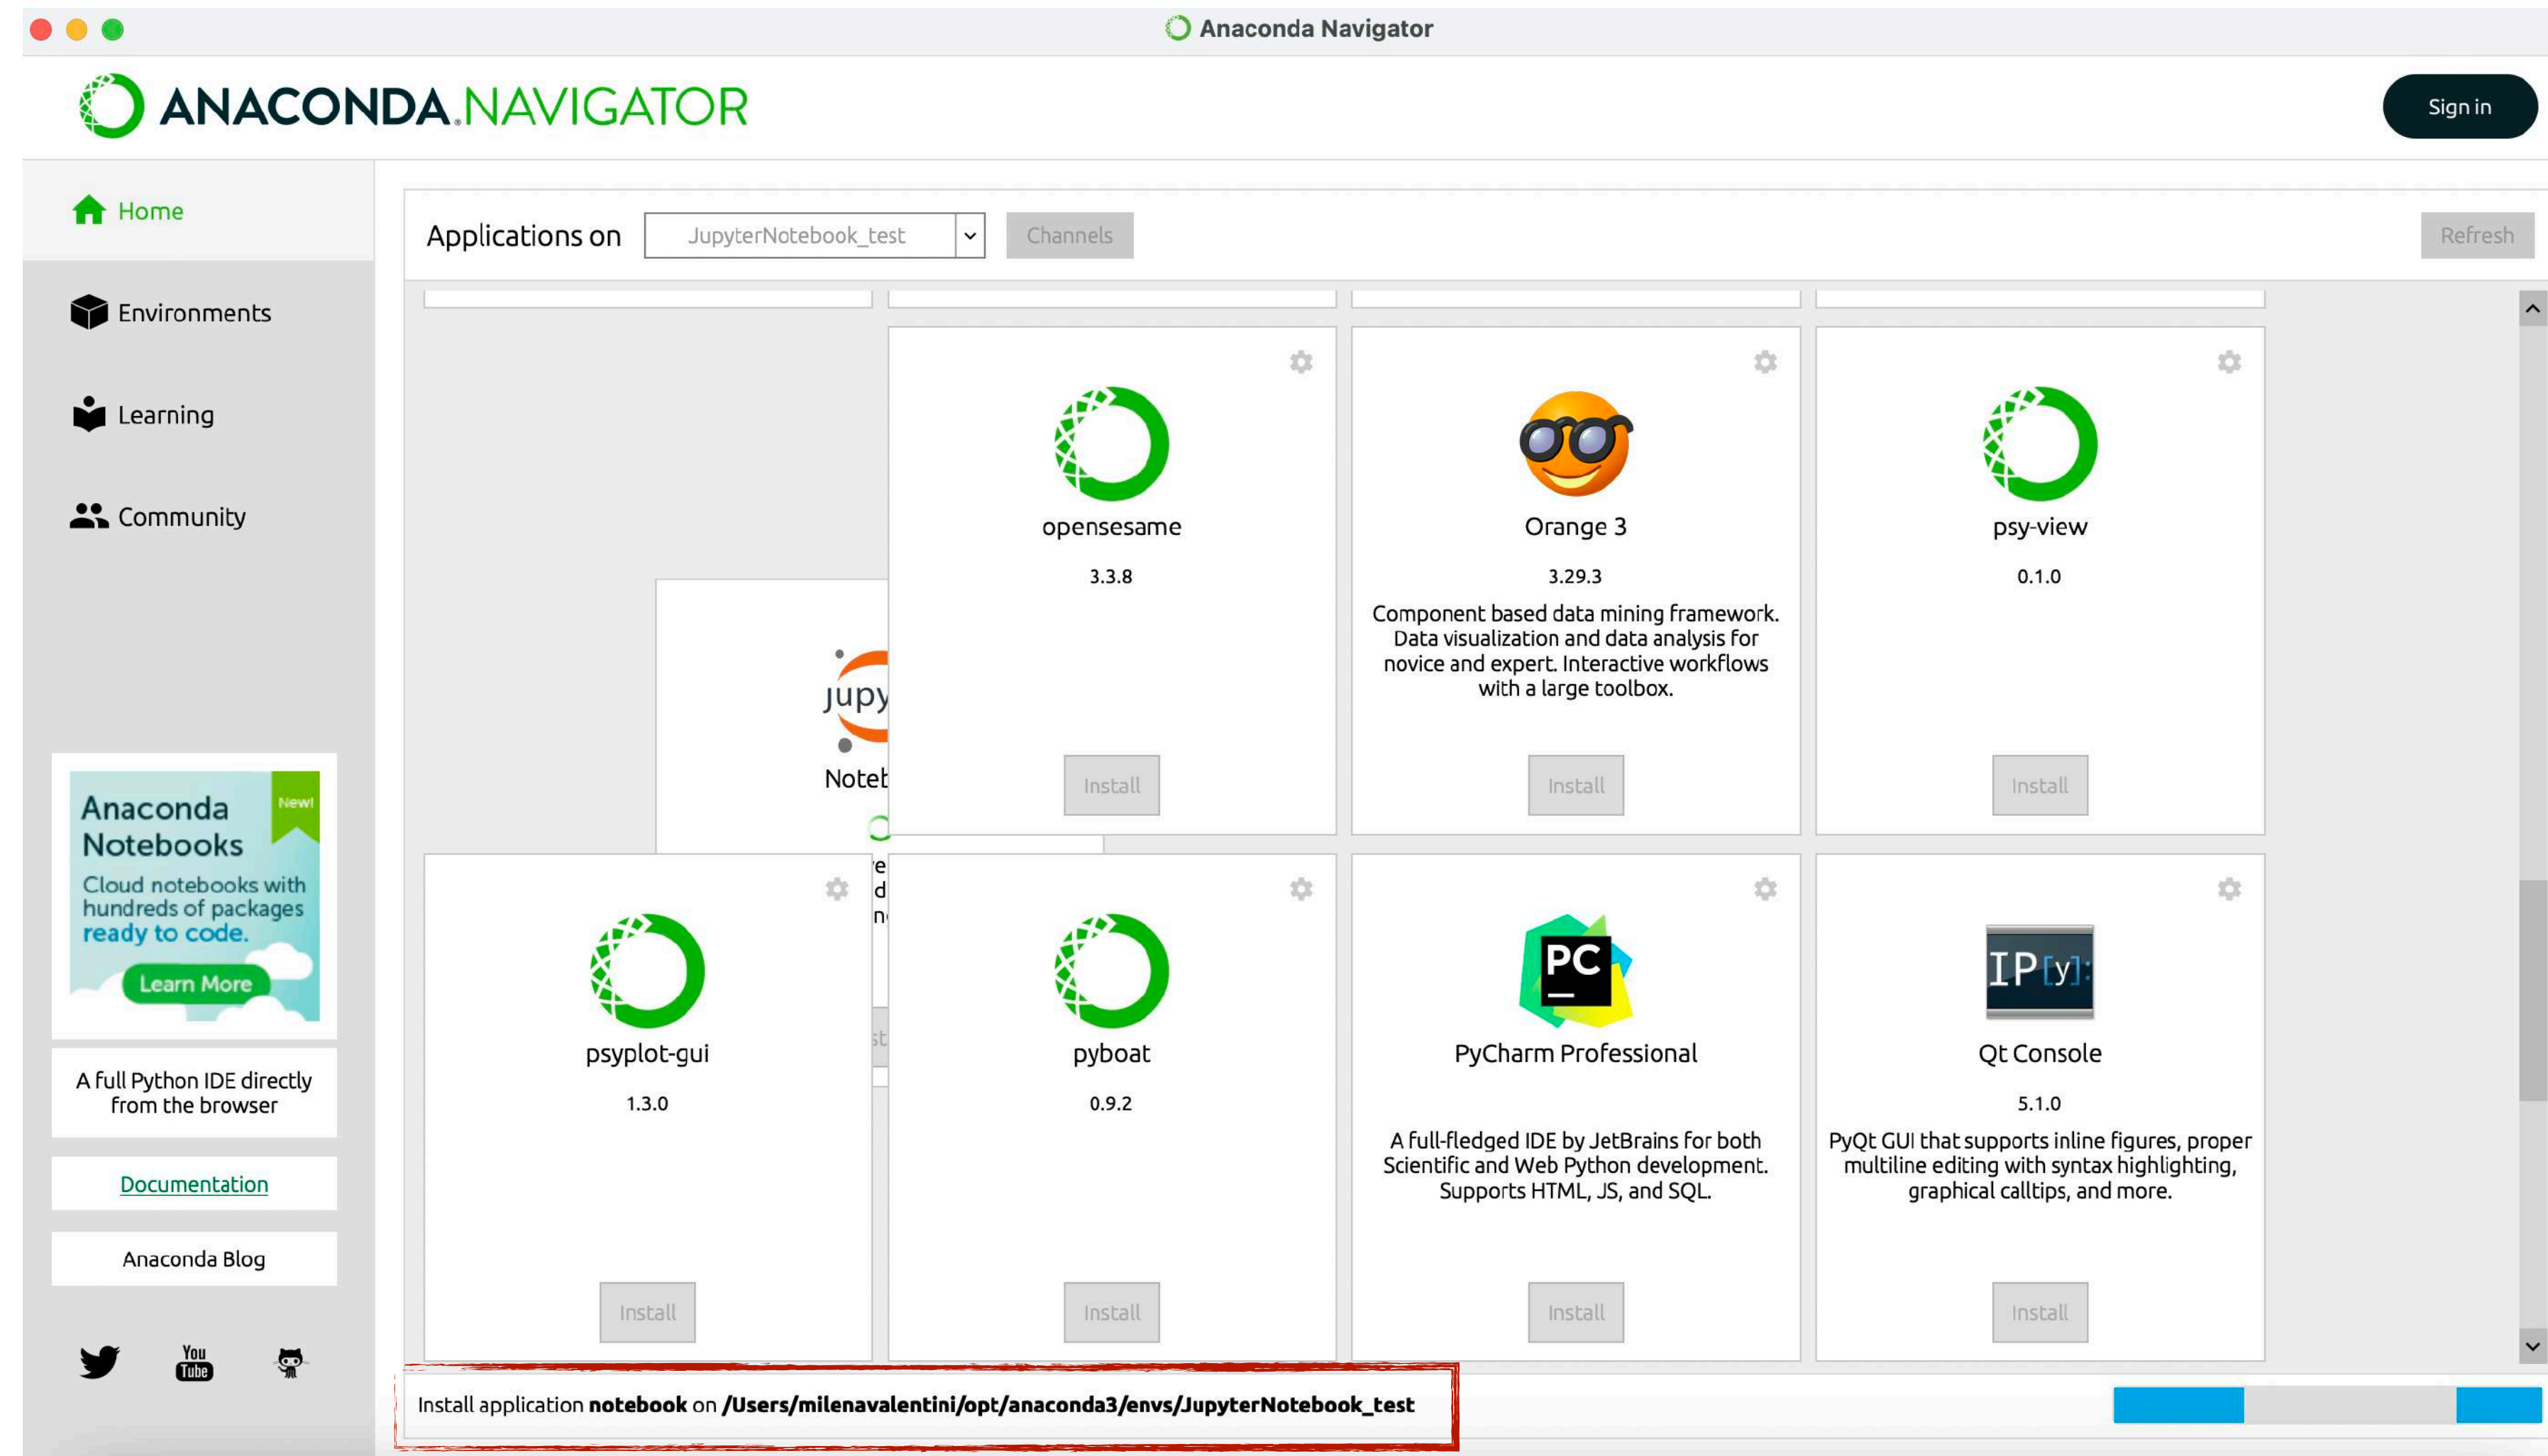 Anaconda Navigator
ANACONDA.NAVIGATOR
Sign in
Home
Environments
Learning
Community
Applications on
JupyterNotebook_test
Channels
Refresh
opensesame
3.3.8
Install
Orange 3
3.29.3
Component based data mining framework.
Data visualization and data analysis for
novice and expert. Interactive workflows
with a large toolbox.
Install
psy-view
0.1.0
Install
psyplot-gui
1.3.0
Install
pyboat
0.9.2
Install
PC
PyCharm Professional
A full-fledged IDE by JetBrains for both
Scientific and Web Python development.
Supports HTML, JS, and SQL.
Install
IP[y]:
Qt Console
5.1.0
PyQt GUI that supports inline figures, proper
multiline editing with syntax highlighting,
graphical calltips, and more.
Install
Anaconda
Notebooks
New!
Cloud notebooks with
hundreds of packages
ready to code.
Learn More
A full Python IDE directly
from the browser
Documentation
Anaconda Blog
You
Tube
Install application notebook on /Users/milenavalentini/opt/anaconda3/envs/JupyterNotebook_test